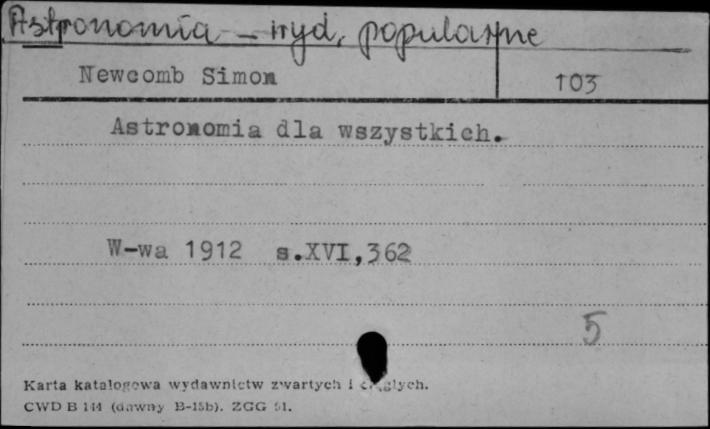 Astronomia – wyd. popularne
Newcomb Simon 103
Astronomia dla wszystkich.
W-wa 1912 s.XVI,362
5
Karta katalogowa wydawnictw zwartych i ciągłych.
CWD B 144 (dawny B-15b). ZGG 51.